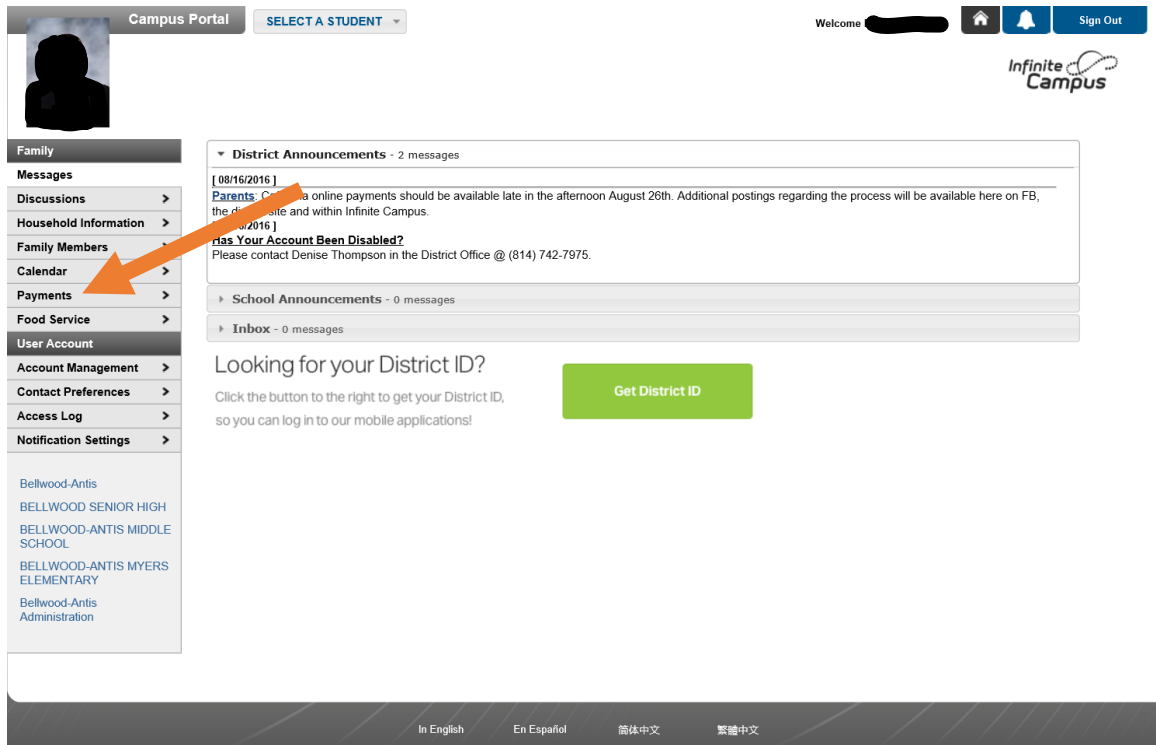 Campus Portal
SELECT A STUDENT
Welcome
Sign Out
Infinite
Campus
Family
Messages
Discussions
Household Information
Family Members
Calendar
Payments
Food Service
User Account
Account Management
Contact Preferences
Access Log
Notification Settings
Bellwood-Antis
BELLWOOD SENIOR HIGH
BELLWOOD-ANTIS MIDDLE
SCHOOL
BELLWOOD-ANTIS MYERS
ELEMENTARY
Bellwood-Antis
Administration
District Announcements - 2 messages
[ 08/16/2016 ]
Parents: online payments should be available late in the afternoon August 26th. Additional postings regarding the process will be available here on FB,
the site and within Infinite Campus.
/2016 ]
Has Your Account Been Disabled?
Please contact Denise Thompson in the District Office @ (814) 742-7975.
School Announcements - 0 messages
Inbox - 0 messages
Looking for your District ID?
Click the button to the right to get your District ID,
so you can log in to our mobile applications!
Get District ID
In English
En Español
简体中文
繁體中文